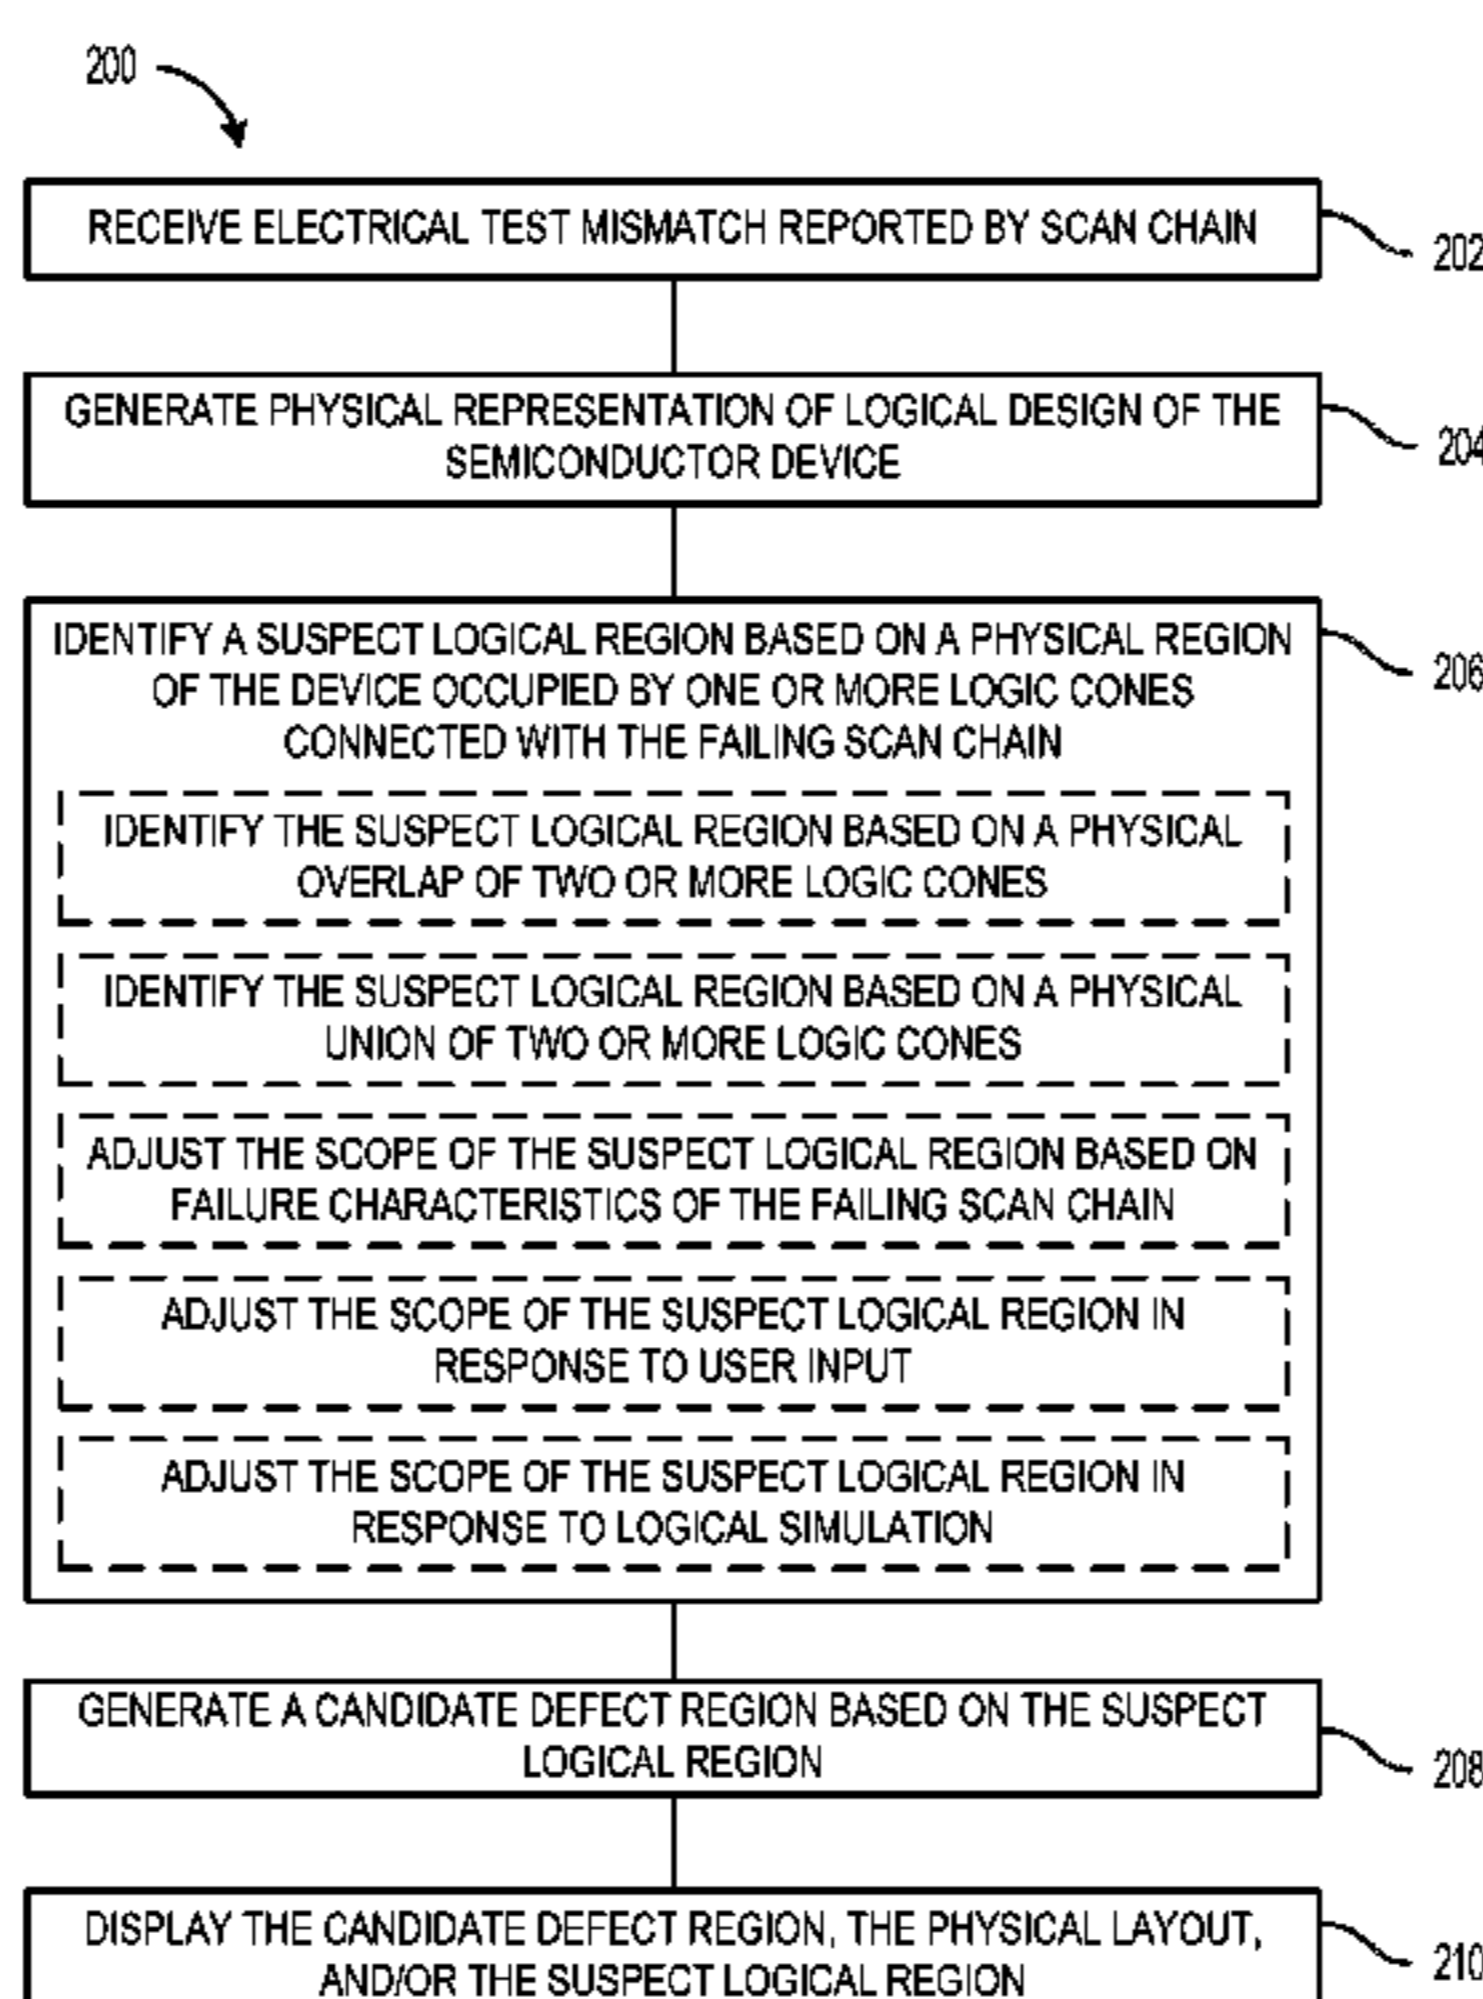 200
RECEIVE ELECTRICAL TEST MISMATCH REPORTED BY SCAN CHAIN
202
GENERATE PHYSICAL REPRESENTATION OF LOGICAL DESIGN OF THE
SEMICONDUCTOR DEVICE
204
IDENTIFY A SUSPECT LOGICAL REGION BASED ON A PHYSICAL REGION
OF THE DEVICE OCCUPIED BY ONE OR MORE LOGIC CONES
CONNECTED WITH THE FAILING SCAN CHAIN
206
IDENTIFY THE SUSPECT LOGICAL REGION BASED ON A PHYSICAL
OVERLAP OF TWO OR MORE LOGIC CONES
IDENTIFY THE SUSPECT LOGICAL REGION BASED ON A PHYSICAL
UNION OF TWO OR MORE LOGIC CONES
ADJUST THE SCOPE OF THE SUSPECT LOGICAL REGION BASED ON
FAILURE CHARACTERISTICS OF THE FAILING SCAN CHAIN
ADJUST THE SCOPE OF THE SUSPECT LOGICAL REGION IN
RESPONSE TO USER INPUT
ADJUST THE SCOPE OF THE SUSPECT LOGICAL REGION IN
RESPONSE TO LOGICAL SIMULATION
GENERATE A CANDIDATE DEFECT REGION BASED ON THE SUSPECT
LOGICAL REGION
208
DISPLAY THE CANDIDATE DEFECT REGION, THE PHYSICAL LAYOUT,
AND/OR THE SUSPECT LOGICAL REGION
210